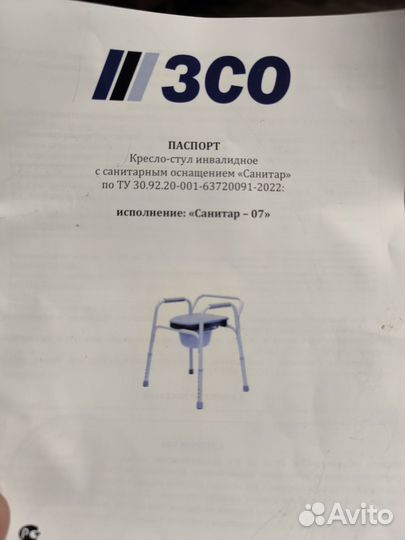 ЗСО
ПАСПОРТ
Кресло-стул инвалидное
с санитарным оснащением «Санитар»
по ТУ 30.92.20-001-63720091-2022:
исполнение: «Санитар – 07»
Avito